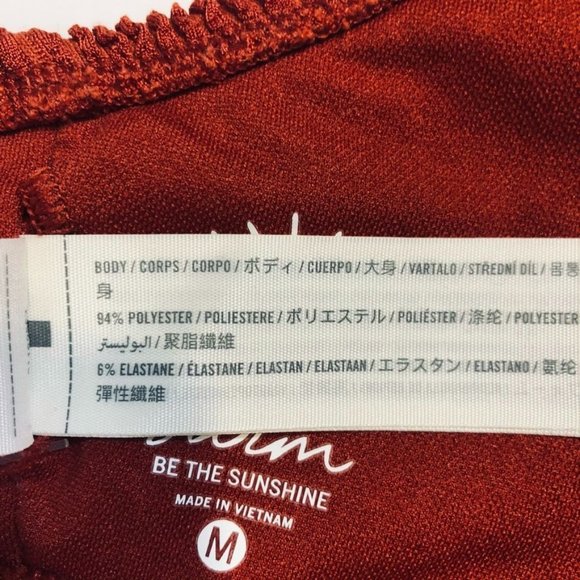 BODY / CORPS / CORPO / ボディ / CUERPO / 大身 / VARTALO / STŘEDNÍ DÍL / 몸통
身
94% POLYESTER / POLIESTERE / ポリエステル / POLIÉSTER / 涤纶 / POLYESTER
البوليستر / 聚脂纖維
6% ELASTANE / ÉLASTANE / ELASTAN / ELASTAAN / エラスタン / ELASTANO / 氨纶
彈性纖維
BE THE SUNSHINE
MADE IN VIETNAM
M